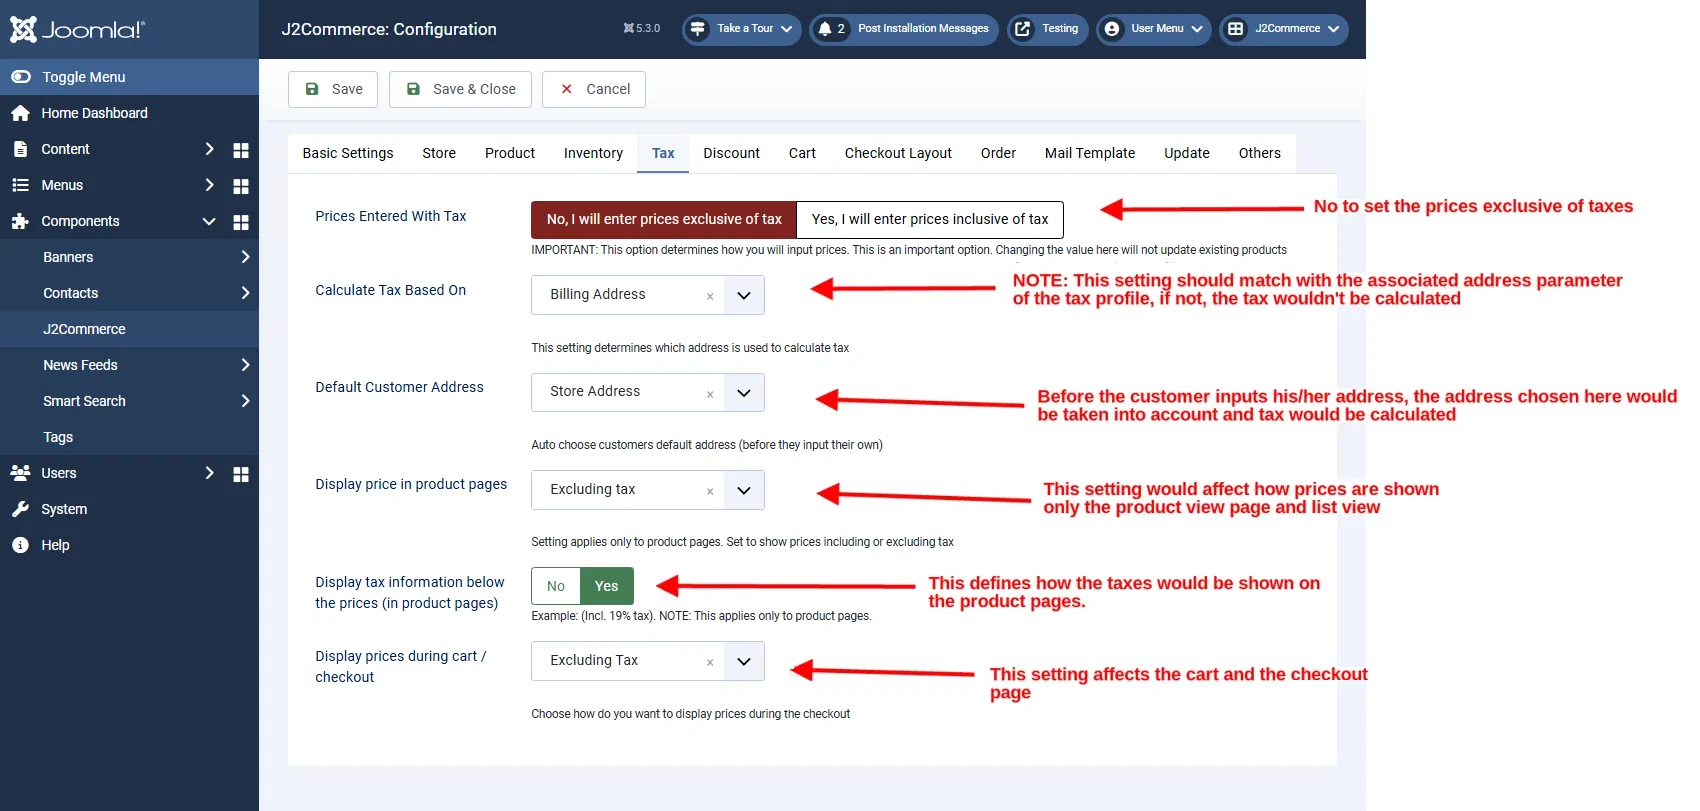 Joomla!
J2Commerce: Configuration
5.3.0
Take a Tour
2 Post Installation Messages
Testing
User Menu
J2Commerce
Toggle Menu
Home Dashboard
Content
Menus
Components
Banners
Contacts
J2Commerce
News Feeds
Smart Search
Tags
Users
System
Help
Save
Save & Close
Cancel
Basic Settings Store Product Inventory Tax Discount Cart Checkout Layout Order Mail Template Update Others
Prices Entered With Tax
No, I will enter prices exclusive of tax
Yes, I will enter prices inclusive of tax
No to set the prices exclusive of taxes
IMPORTANT: This option determines how you will input prices. This is an important option. Changing the value here will not update existing products
Calculate Tax Based On
Billing Address
NOTE: This setting should match with the associated address parameter
of the tax profile, if not, the tax wouldn't be calculated
This setting determines which address is used to calculate tax
Default Customer Address
Store Address
Before the customer inputs his/her address, the address chosen here would
be taken into account and tax would be calculated
Auto choose customers default address (before they input their own)
Display price in product pages
Excluding tax
This setting would affect how prices are shown
only the product view page and list view
Setting applies only to product pages. Set to show prices including or excluding tax
Display tax information below
the prices (in product pages)
No
Yes
This defines how the taxes would be shown on
the product pages.
Example: (Incl. 19% tax). NOTE: This applies only to product pages.
Display prices during cart /
checkout
Excluding Tax
This setting affects the cart and the checkout
page
Choose how do you want to display prices during the checkout